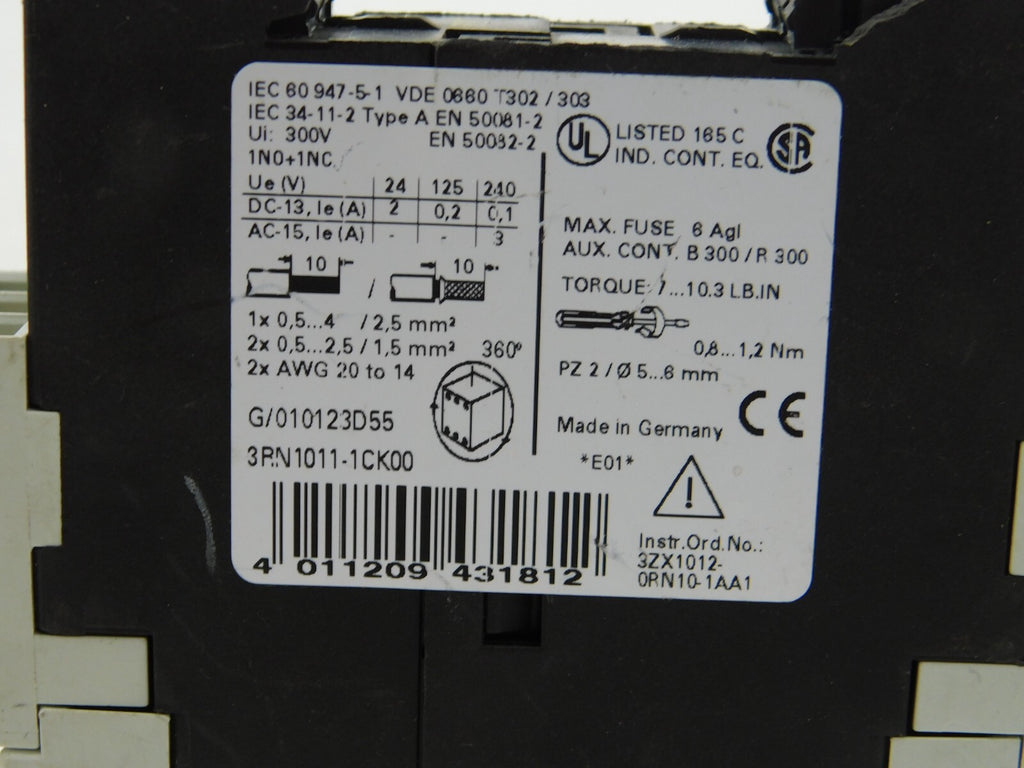 IEC 60 947-5-1 VDE 0660 T302 / 303
IEC 34-11-2 Type A EN 50081-2
Ui: 300V EN 50082-2
1NO+1NC
Ue (V) 24 125 240
DC-13, Ie (A) 2 0,2 0,1
AC-15, Ie (A) - - 3
10 / 10
1x 0,5...4 / 2,5 mm²
2x 0,5...2,5 / 1,5 mm² 360º
2x AWG 20 to 14
G/010123D55
3RN1011-1CK00
4 011209 431812
UL LISTED 165 C SA
IND. CONT. EQ.
MAX. FUSE 6 Agl
AUX. CONT. B 300 / R 300
TORQUE: 7...10.3 LB.IN
0,8...1,2 Nm
PZ 2 / Ø 5...6 mm
CE
Made in Germany
*E01*
!
Instr.Ord.No.:
3ZX1012-
0RN10-1AA1